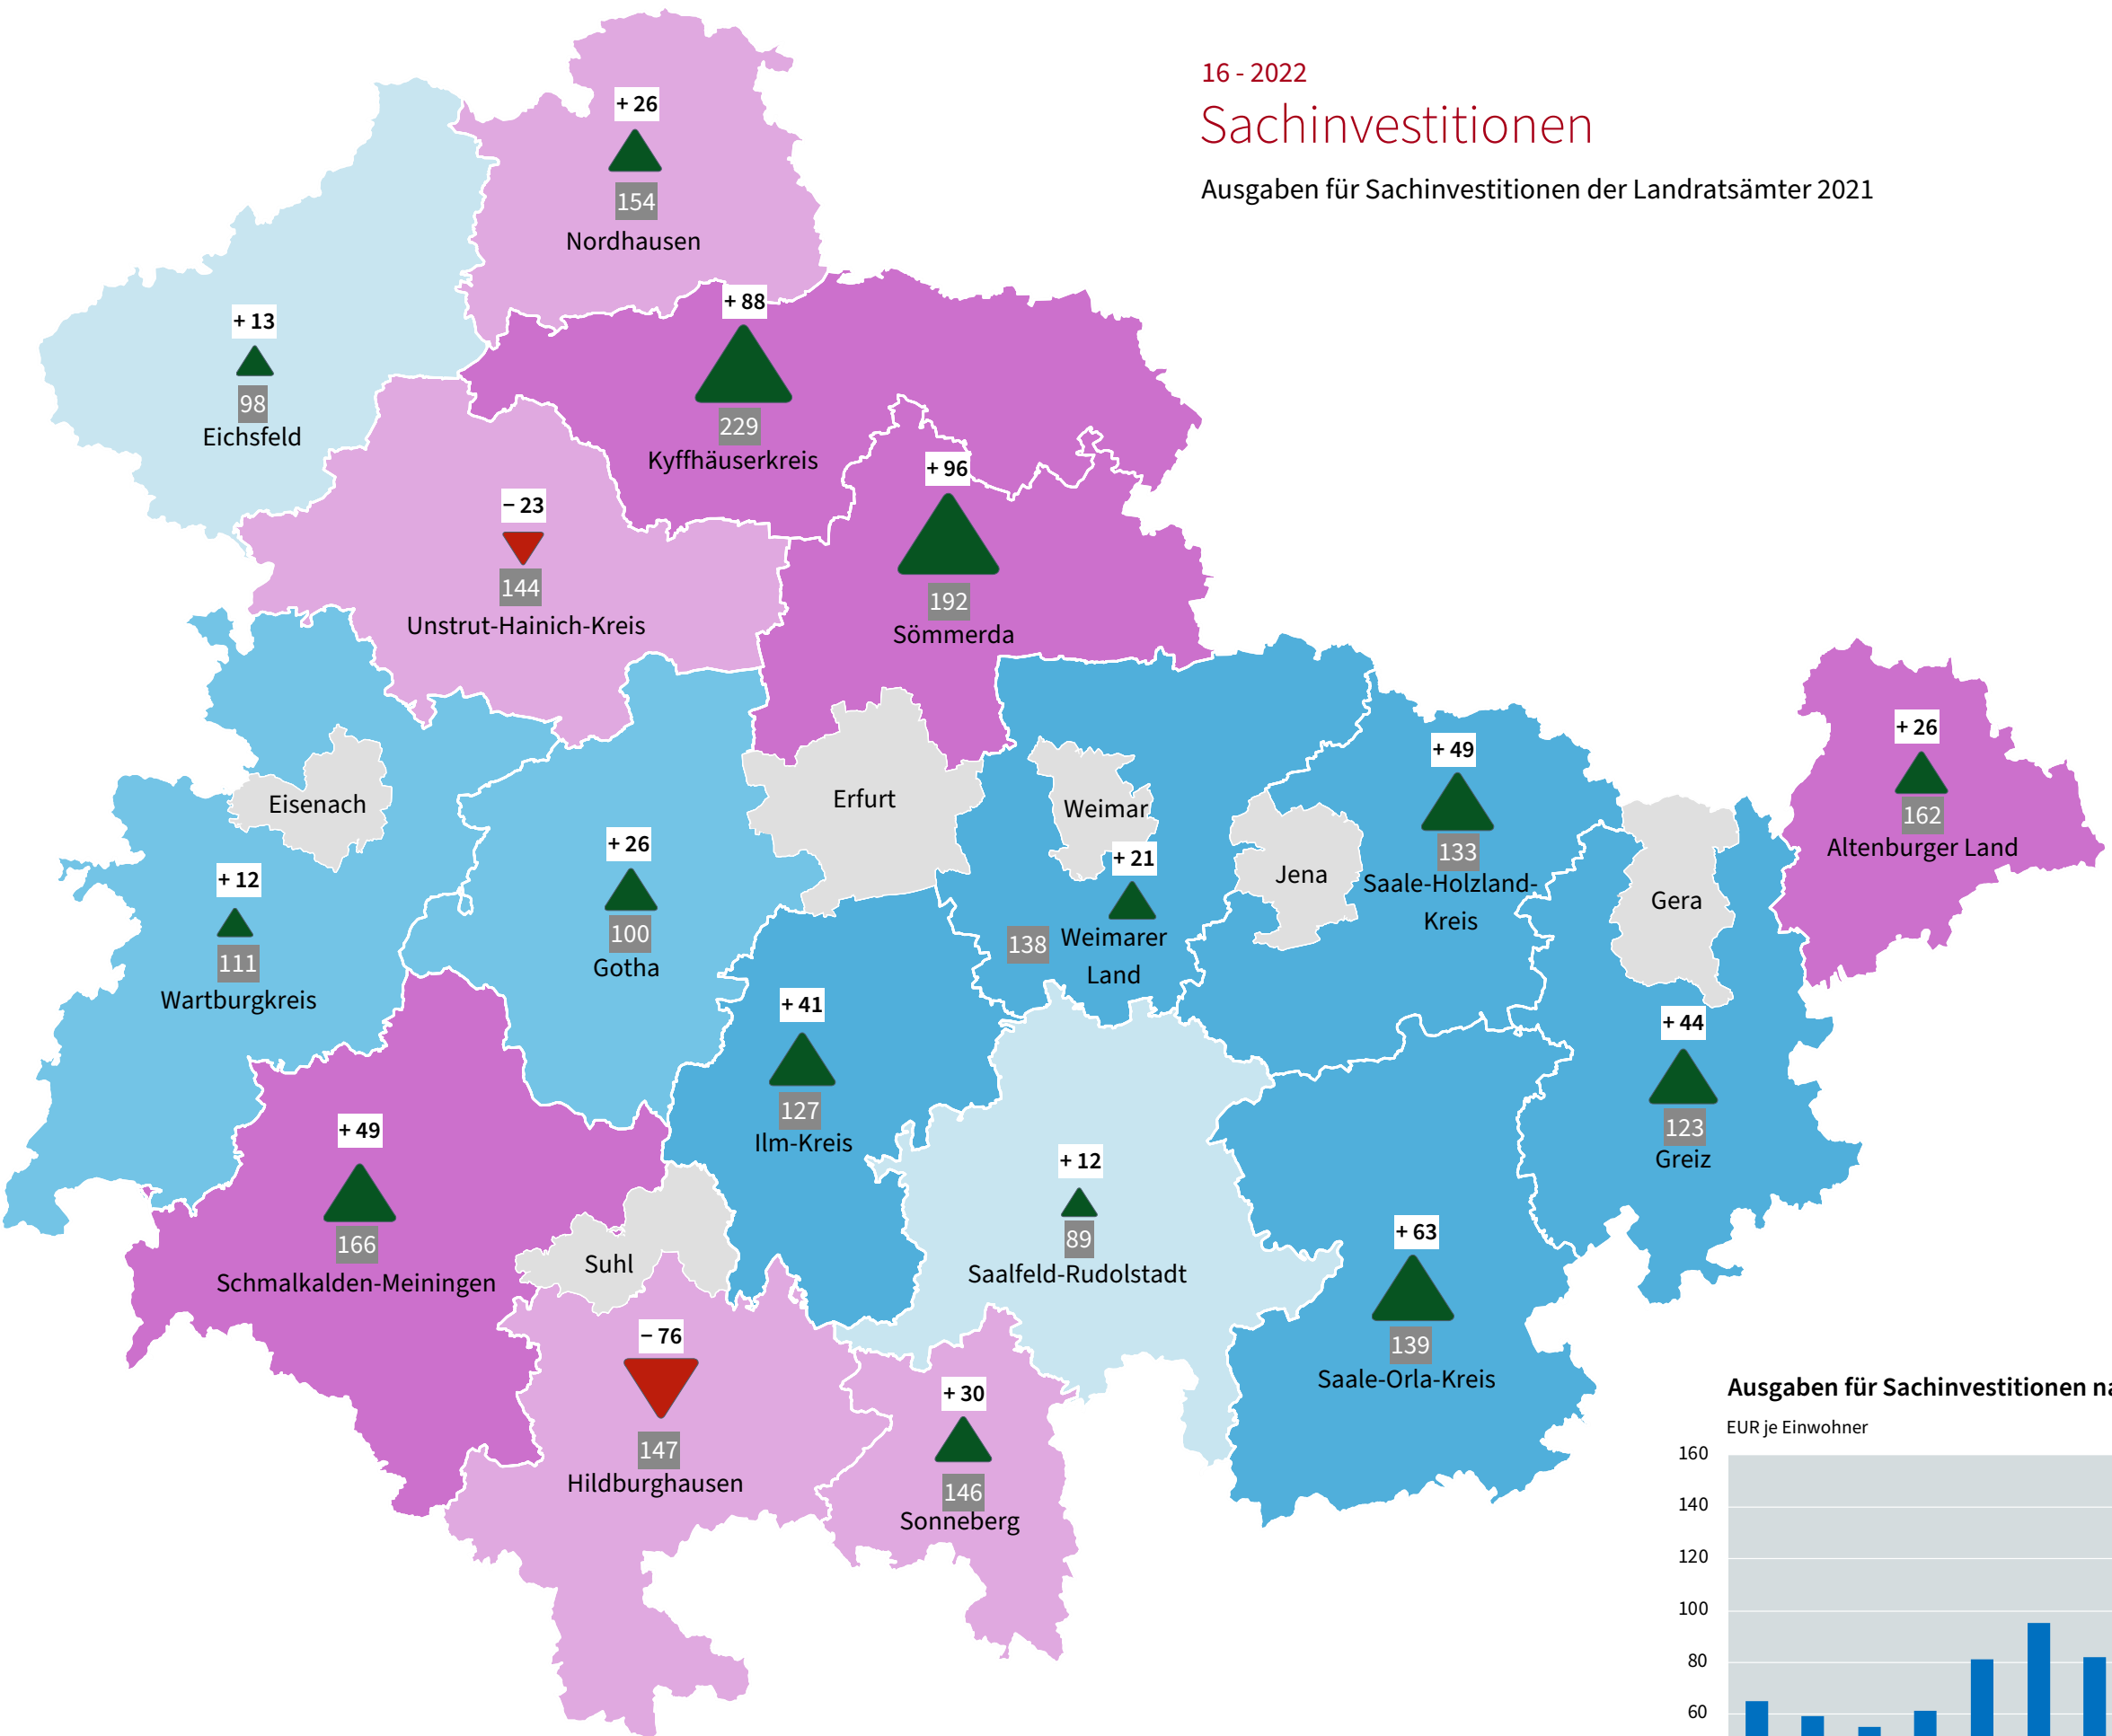 16 - 2022
Sachinvestitionen
Ausgaben für Sachinvestitionen der Landratsämter 2021
+ 26
154
Nordhausen
+ 13
98
Eichsfeld
+ 88
229
Kyffhäuserkreis
+ 96
192
Sömmerda
− 23
144
Unstrut-Hainich-Kreis
Eisenach
+ 12
111
Wartburgkreis
+ 26
100
Gotha
Erfurt
Weimar
+ 21
138
Weimarer
Land
Jena
+ 49
133
Saale-Holzland-
Kreis
Gera
+ 26
162
Altenburger Land
+ 44
123
Greiz
+ 41
127
Ilm-Kreis
+ 49
166
Schmalkalden-Meiningen
Suhl
+ 12
89
Saalfeld-Rudolstadt
+ 63
139
Saale-Orla-Kreis
− 76
147
Hildburghausen
+ 30
146
Sonneberg
Ausgaben für Sachinvestitionen na
EUR je Einwohner
160
140
120
100
80
60